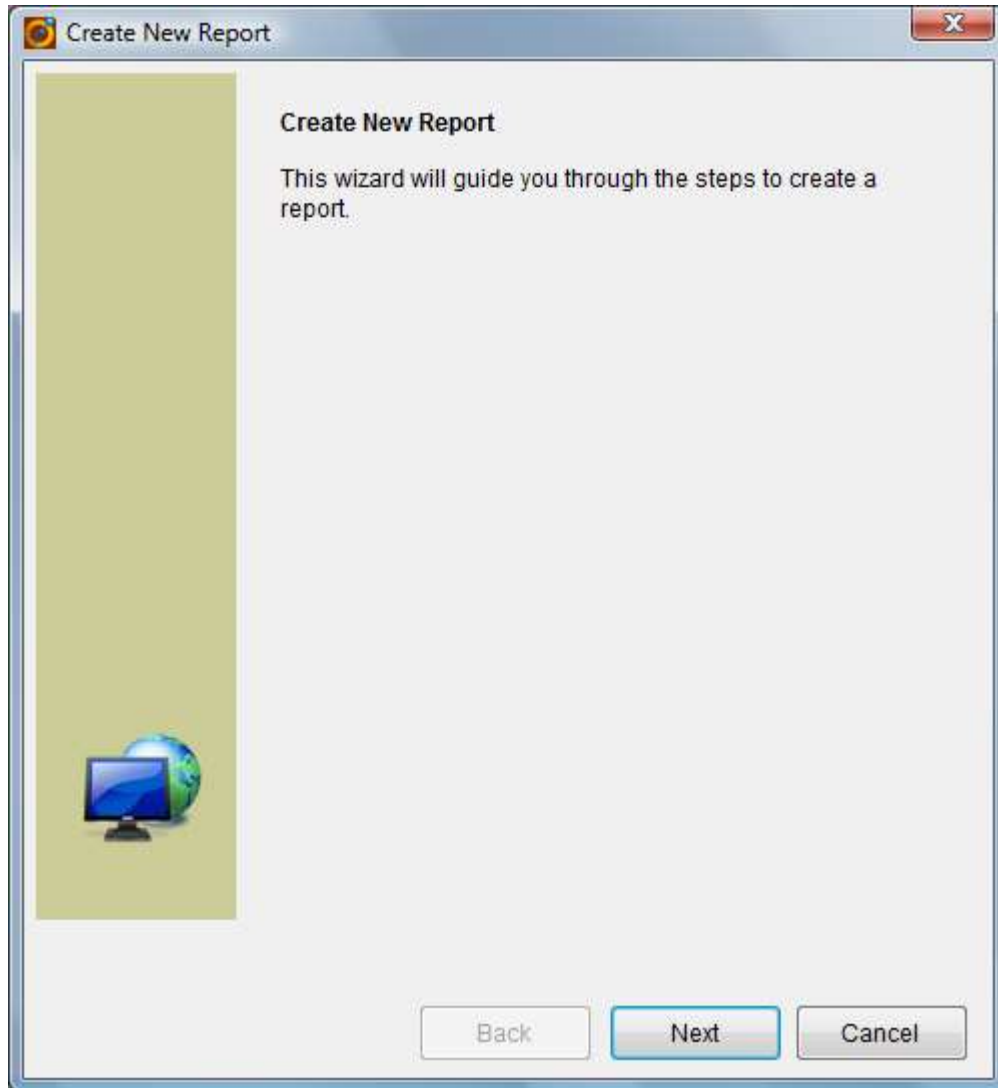 Create New Report
Create New Report
This wizard will guide you through the steps to create a
report.
Back
Next
Cancel